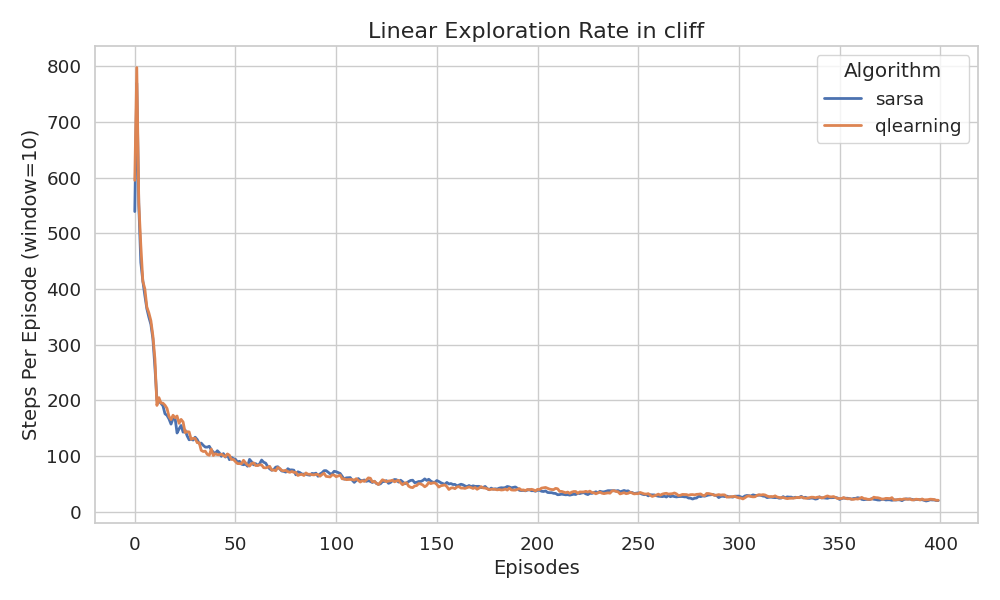 Linear Exploration Rate in cliff
Algorithm
sarsa
qlearning
Steps Per Episode (window=10)
800
700
600
500
400
300
200
100
0
0 50 100 150 200 250 300 350 400
Episodes